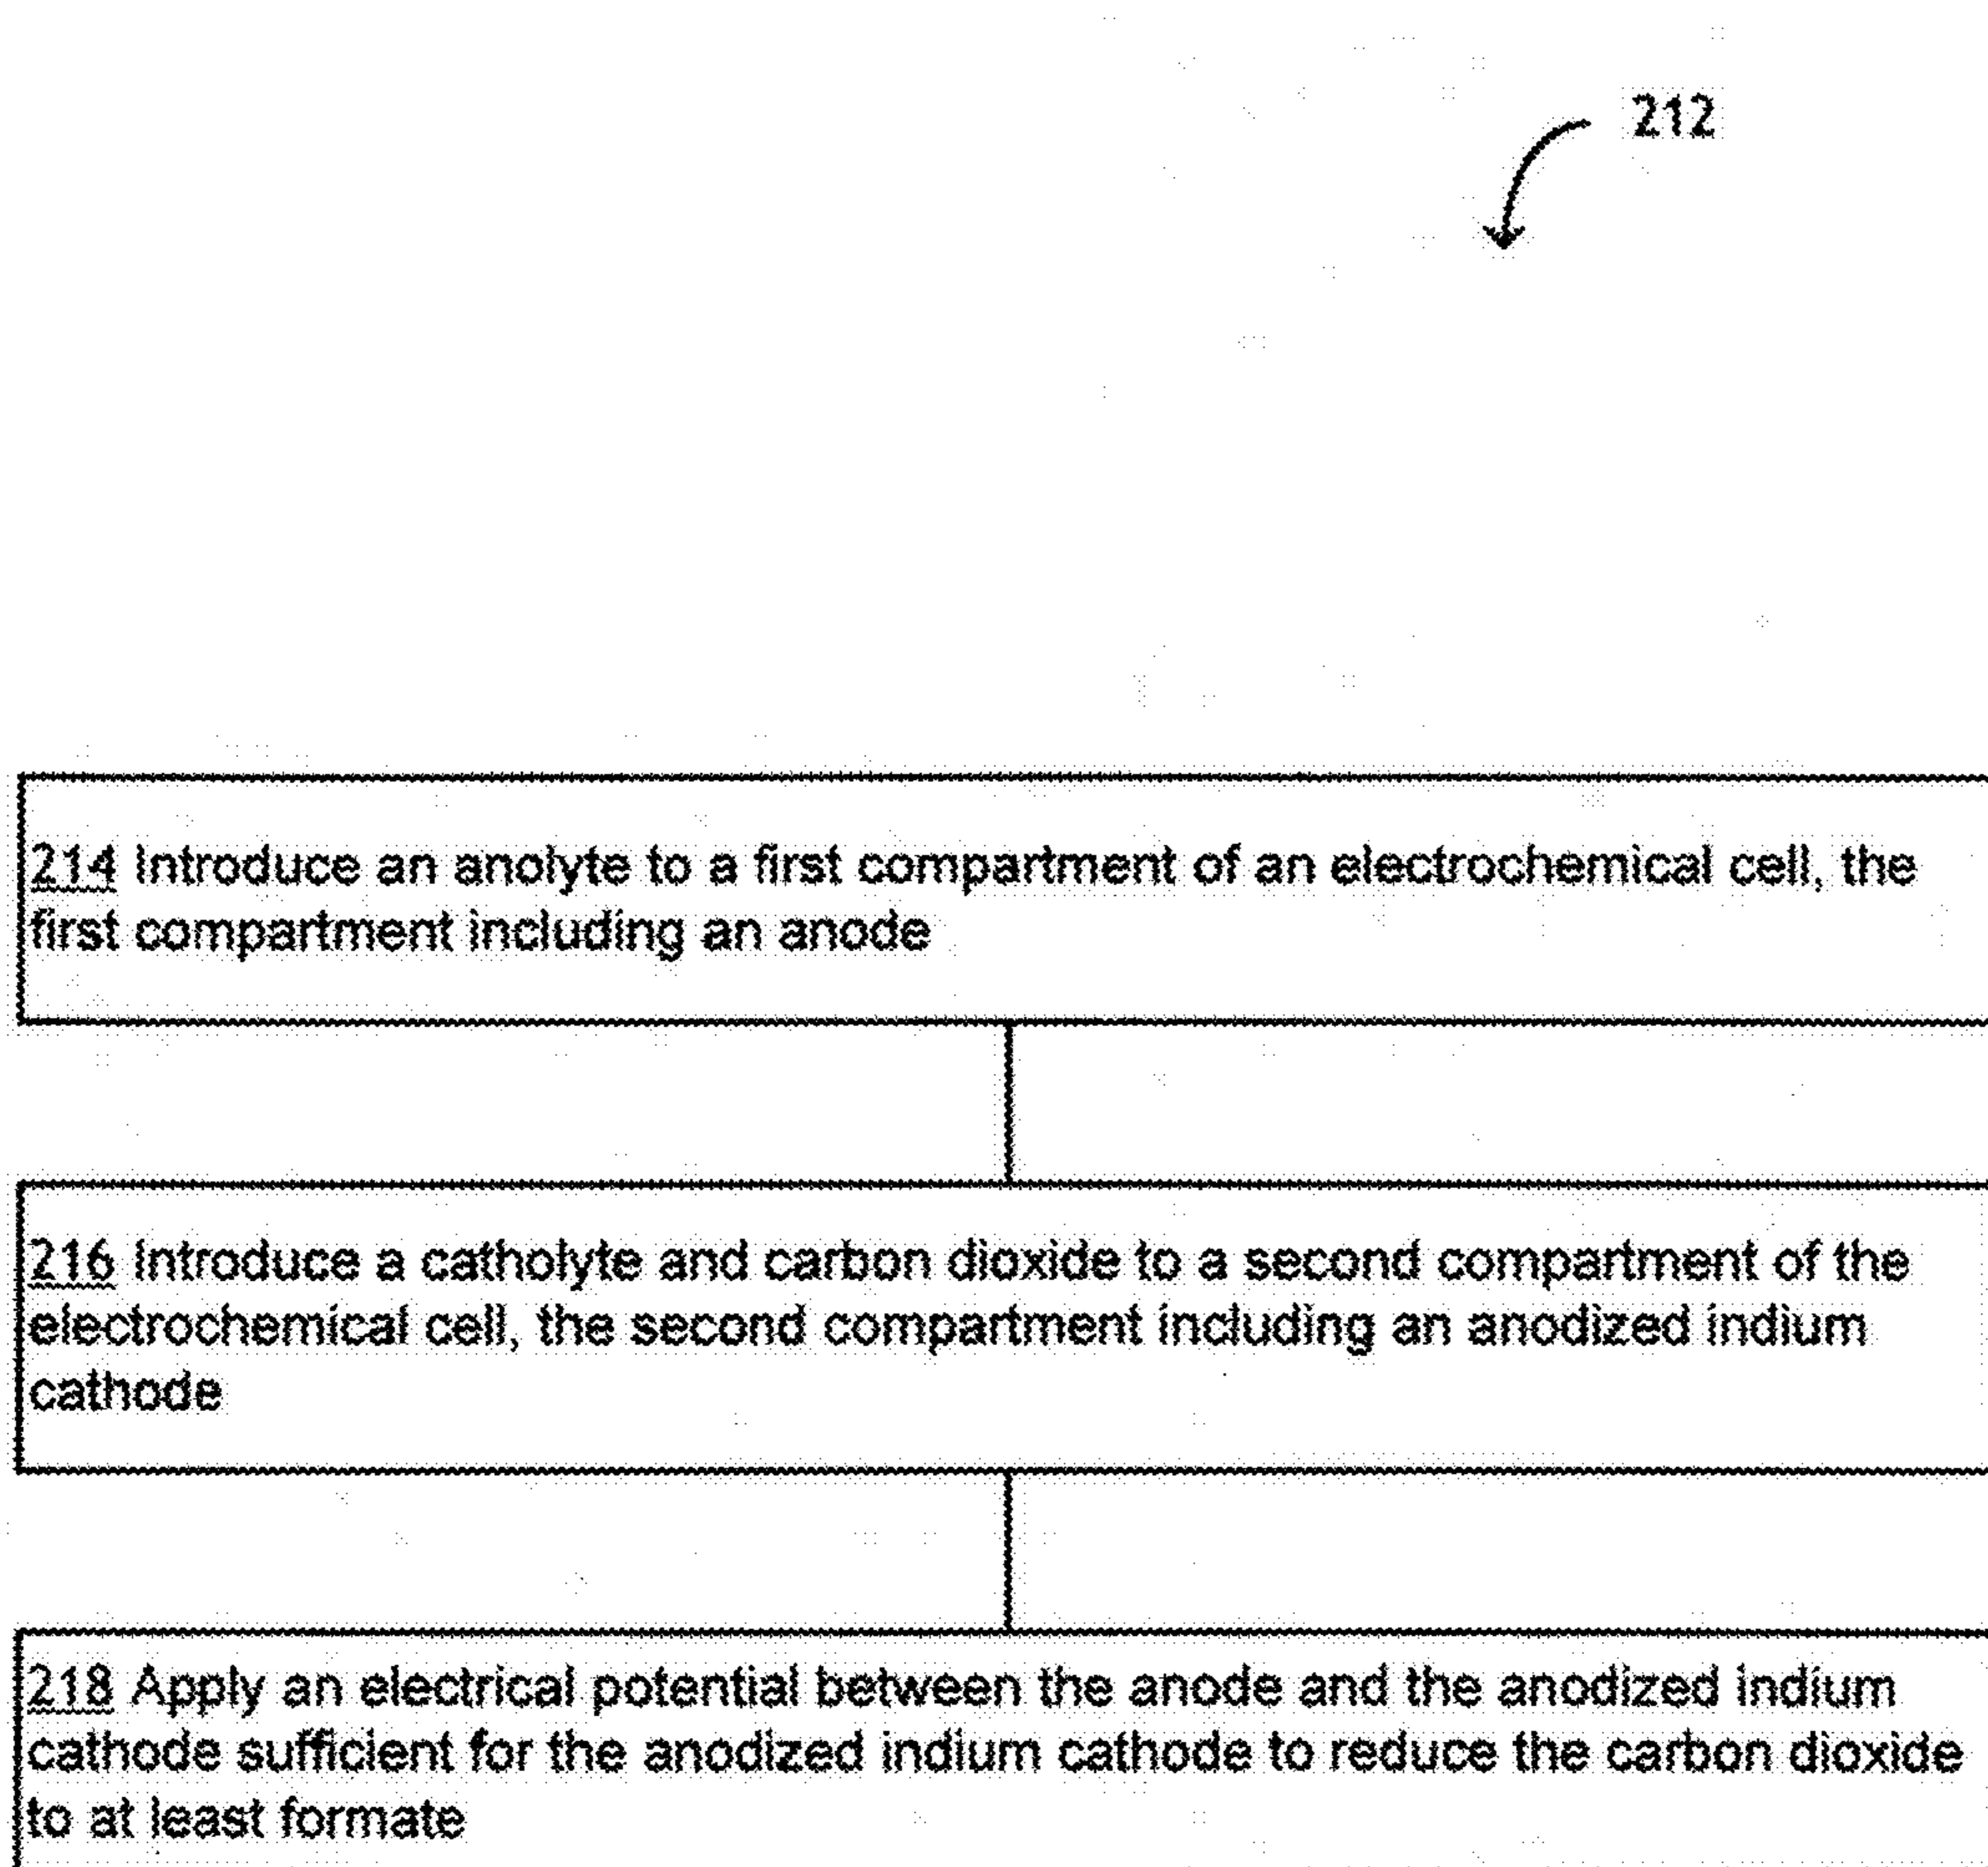 212
214 Introduce an anolyte to a first compartment of an electrochemical cell, the
first compartment including an anode
216 Introduce a catholyte and carbon dioxide to a second compartment of the
electrochemical cell, the second compartment including an anodized indium
cathode
218 Apply an electrical potential between the anode and the anodized indium
cathode sufficient for the anodized indium cathode to reduce the carbon dioxide
to at least formate